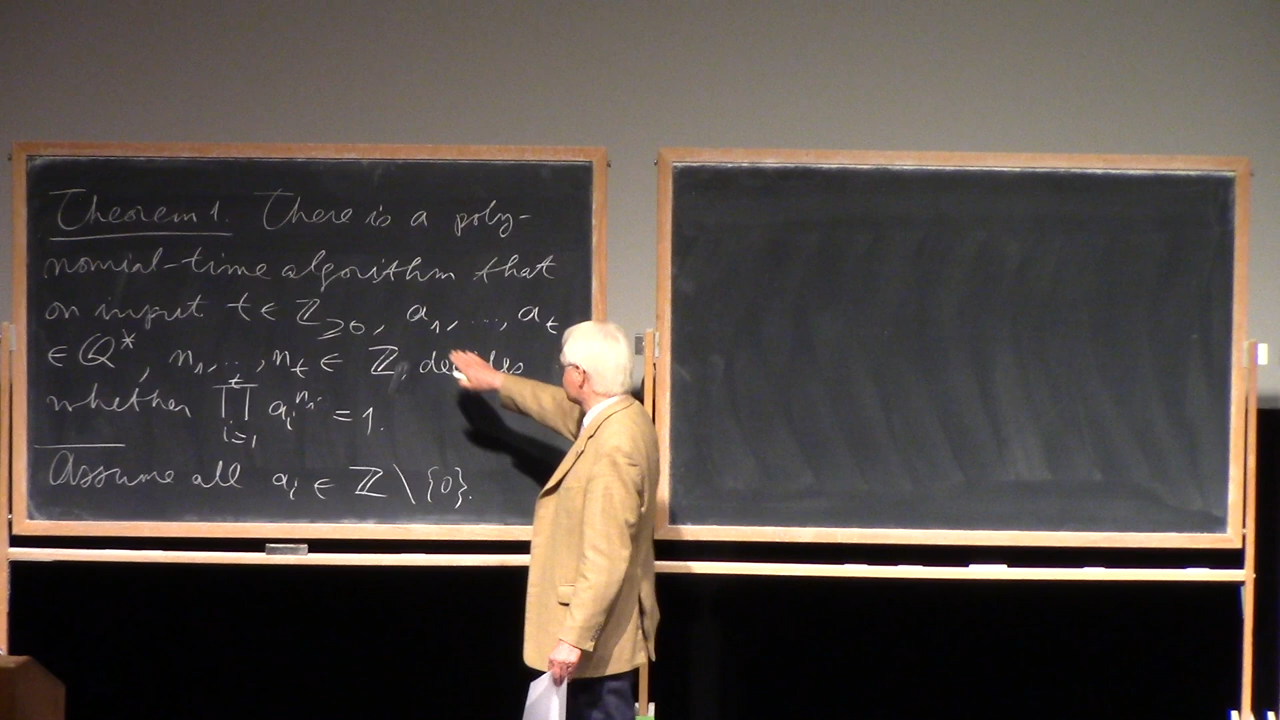 Theorem 1. There is a poly-
nomial-time algorithm that
on input t ∈ ℤ≥0, a₁, ..., aₜ
∈ ℚ*, n₁, ..., nₜ ∈ ℤ, decides
whether ∏ᵢ₌₁ᵗ aᵢ^nᵢ = 1.
Assume all aᵢ ∈ ℤ \ {0}.